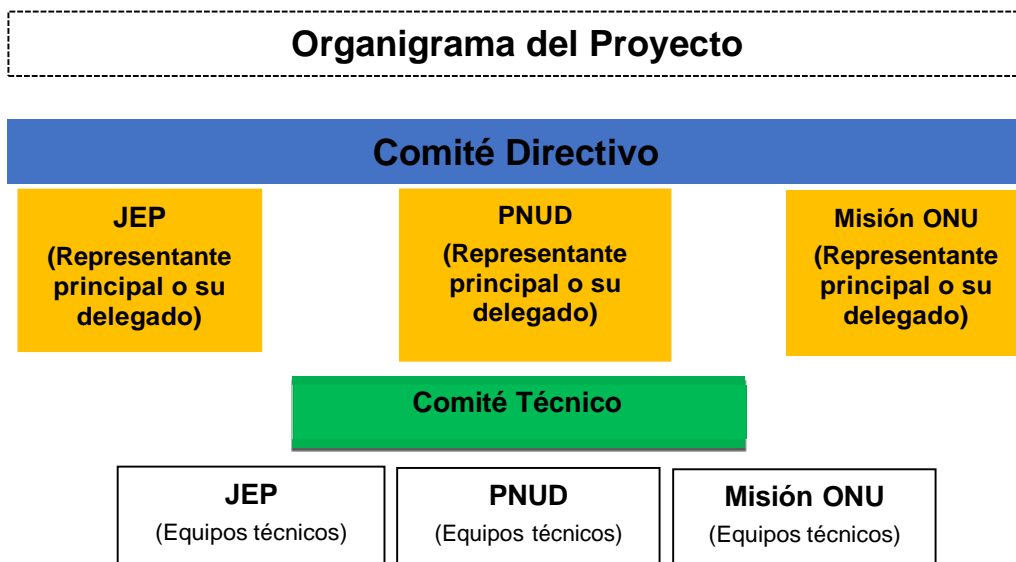 Organigrama del Proyecto
Comité Directivo
JEP
(Representante
principal o su
delegado)
PNUD
(Representante
principal o su
delegado)
Misión ONU
(Representante
principal o su
delegado)
Comité Técnico
JEP
(Equipos técnicos)
PNUD
(Equipos técnicos)
Misión ONU
(Equipos técnicos)